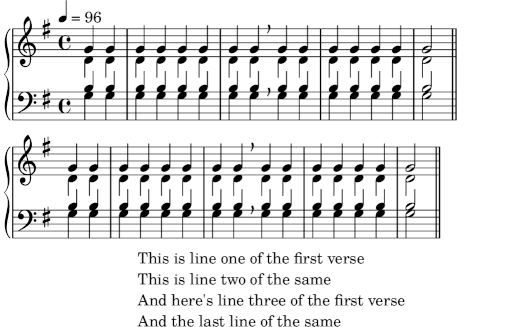 ♩ = 96
This is line one of the first verse
This is line two of the same
And here's line three of the first verse
And the last line of the same